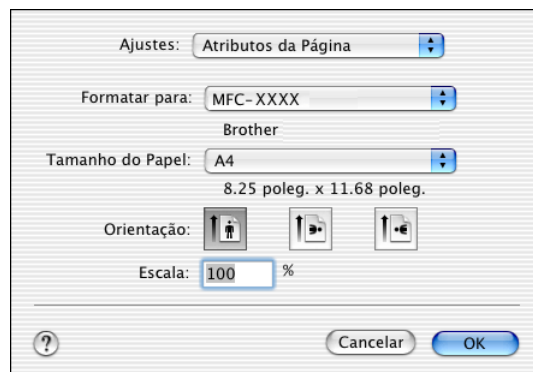 Ajustes: Atributos da Página
Formatar para: MFC-XXXX
Brother
Tamanho do Papel: A4
8.25 poleg. x 11.68 poleg.
Orientação:
Escala: 100 %
? Cancelar OK